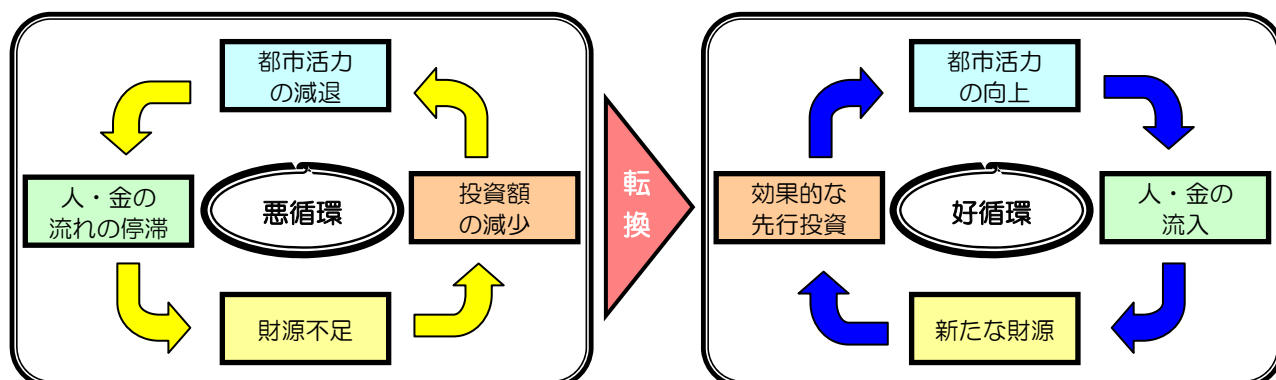 都市活力
の減退
人・金の
流れの停滞
悪循環
投資額
の減少
財源不足
転
換
都市活力
の向上
効果的な
先行投資
好循環
人・金の
流入
新たな財源